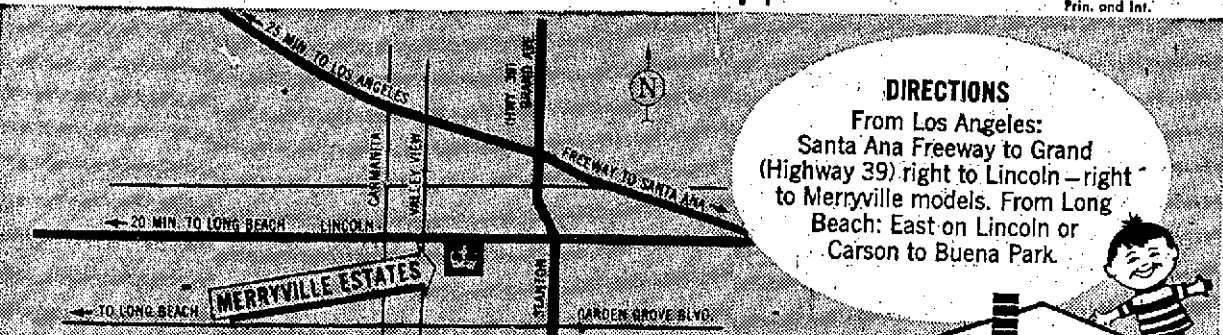 Prin. and Int.
25 MIN. TO LOS ANGELES
CARMANITA
VALLEY VIEW
(HWY. 39)
GRAND AVE
N
FREEWAY TO SANTA ANA
20 MIN. TO LONG BEACH
LINCOLN
MERRYVILLE ESTATES
STANTON
TO LONG BEACH
GARDEN GROVE BLVD.
DIRECTIONS
From Los Angeles:
Santa Ana Freeway to Grand
(Highway 39) right to Lincoln – right
to Merryville models. From Long
Beach: East on Lincoln or
Carson to Buena Park.